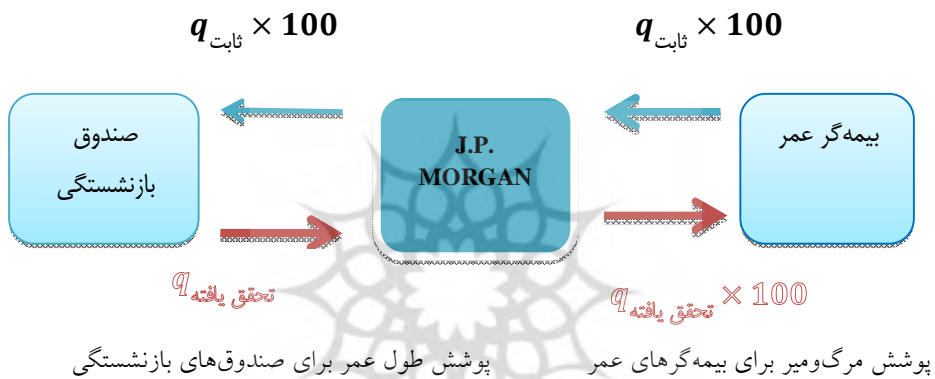 q ثابت × 100
q ثابت × 100
بیمه‌گر عمر
J.P.
MORGAN
صندوق
بازنشستگی
q تحقق یافته × 100
q تحقق یافته
پوشش مرگ‌ومیر برای بیمه‌گرهای عمر
پوشش طول عمر برای صندوق‌های بازنشستگی